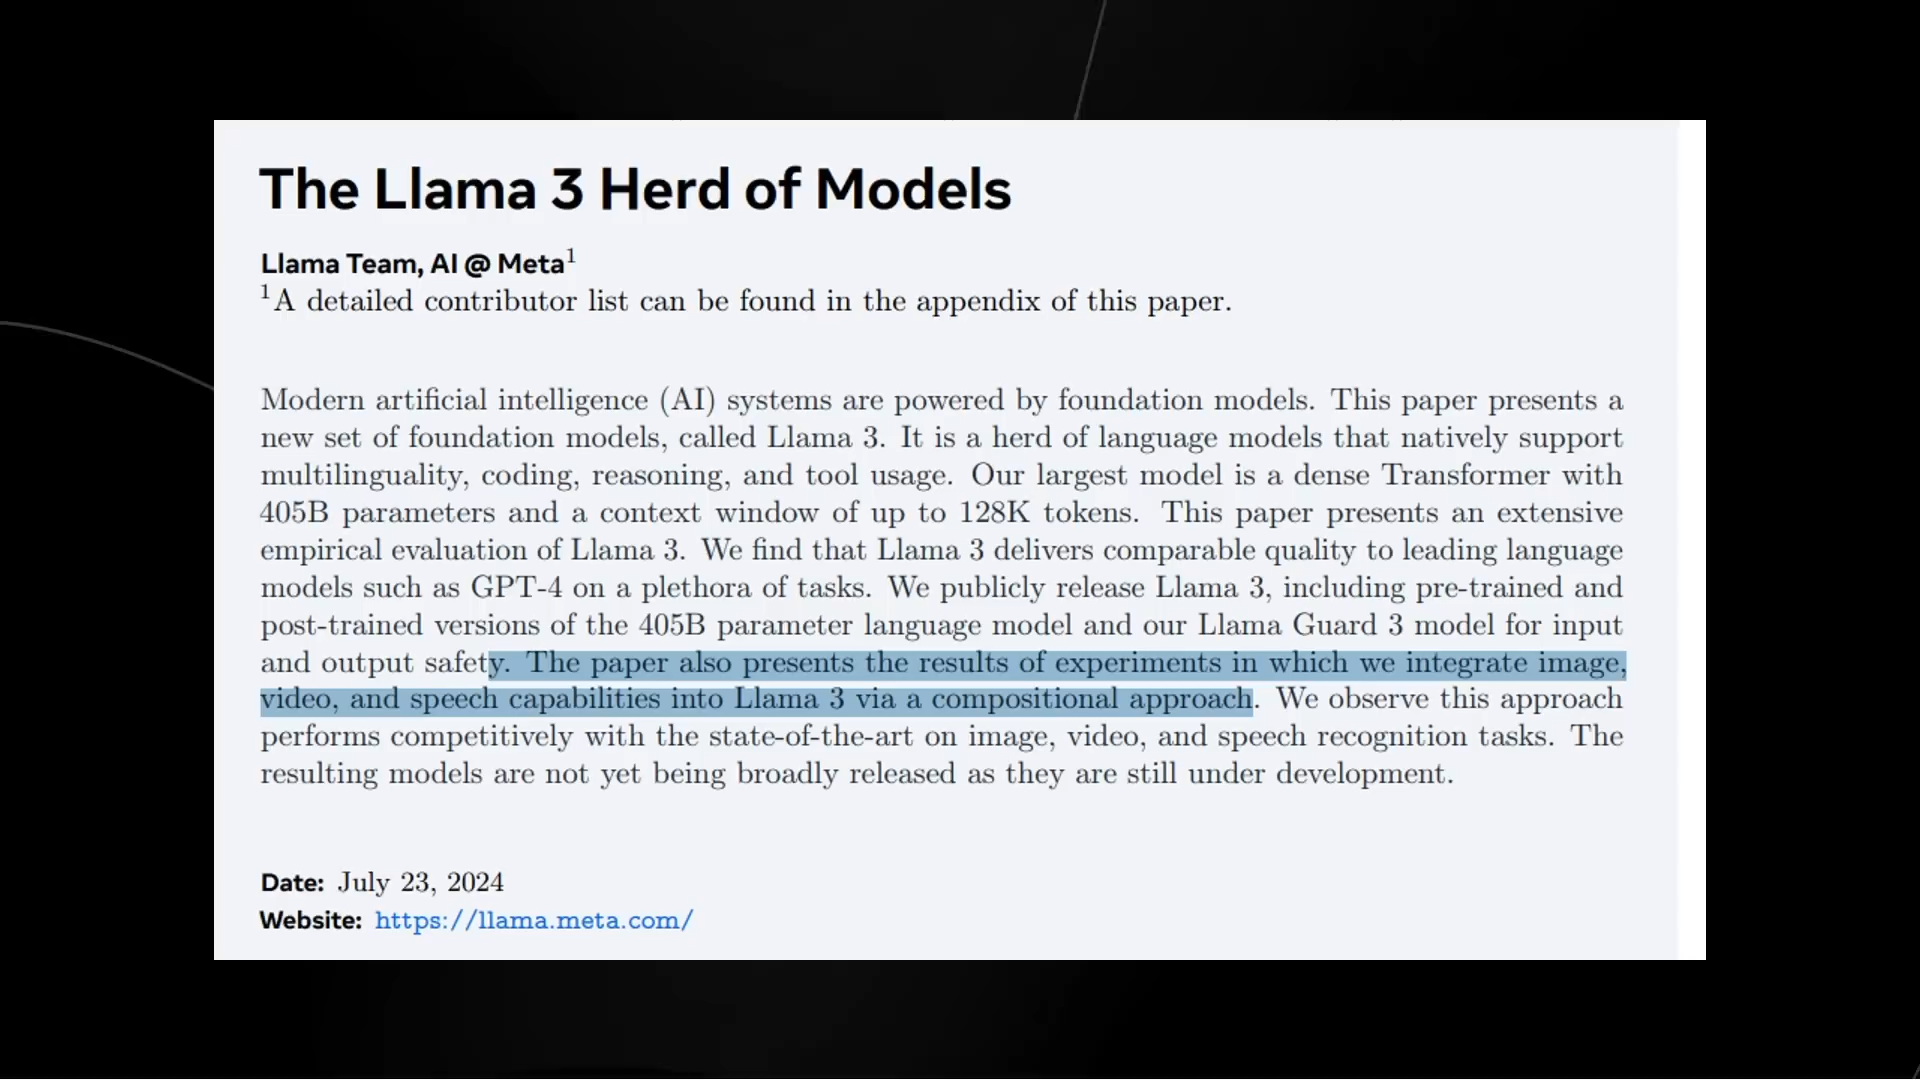 The Llama 3 Herd of Models
Llama Team, AI @ Meta¹
¹A detailed contributor list can be found in the appendix of this paper.
Modern artificial intelligence (AI) systems are powered by foundation models. This paper presents a
new set of foundation models, called Llama 3. It is a herd of language models that natively support
multilinguality, coding, reasoning, and tool usage. Our largest model is a dense Transformer with
405B parameters and a context window of up to 128K tokens. This paper presents an extensive
empirical evaluation of Llama 3. We find that Llama 3 delivers comparable quality to leading language
models such as GPT-4 on a plethora of tasks. We publicly release Llama 3, including pre-trained and
post-trained versions of the 405B parameter language model and our Llama Guard 3 model for input
and output safety. The paper also presents the results of experiments in which we integrate image,
video, and speech capabilities into Llama 3 via a compositional approach. We observe this approach
performs competitively with the state-of-the-art on image, video, and speech recognition tasks. The
resulting models are not yet being broadly released as they are still under development.
Date: July 23, 2024
Website: https://llama.meta.com/